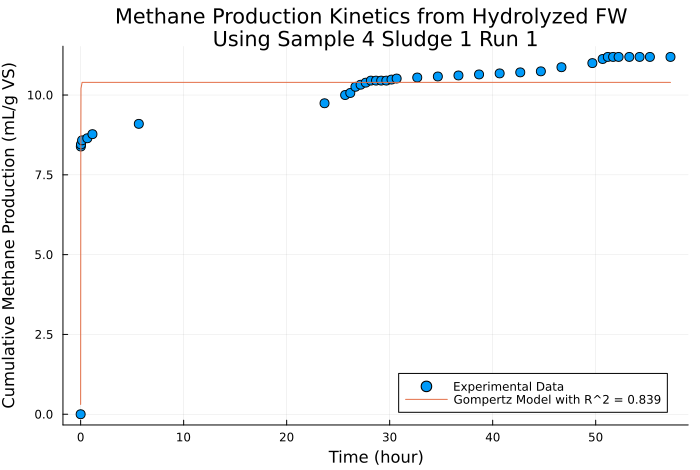 Methane Production Kinetics from Hydrolyzed FW
Using Sample 4 Sludge 1 Run 1
Cumulative Methane Production (mL/g VS)
10.0
7.5
5.0
2.5
0.0
Experimental Data
Gompertz Model with R^2 = 0.839
0 10 20 30 40 50
Time (hour)